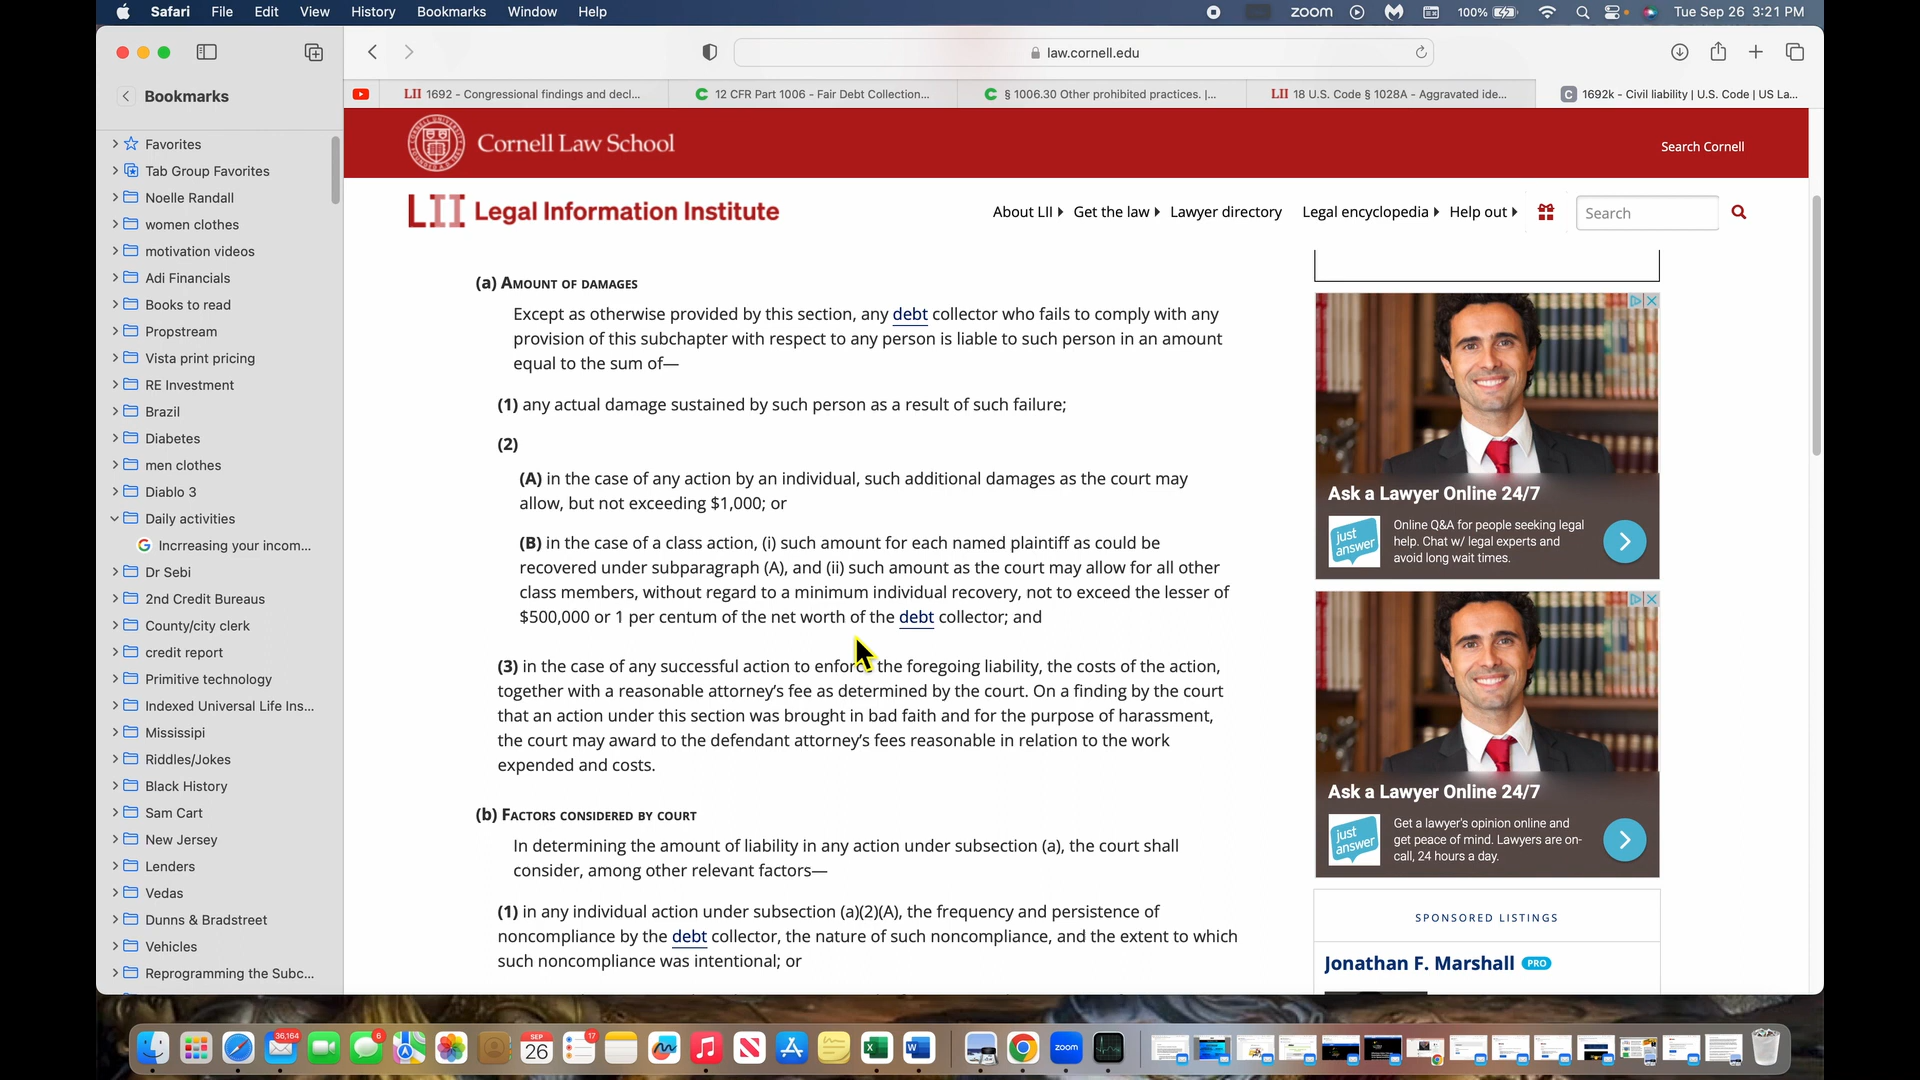 Safari File Edit View History Bookmarks Window Help
zoom 100% Tue Sep 26 3:21 PM
law.cornell.edu
Bookmarks
LII 1692 - Congressional findings and decl...
C 12 CFR Part 1006 - Fair Debt Collection...
C § 1006.30 Other prohibited practices. |...
LII 18 U.S. Code § 1028A - Aggravated ide...
C 1692k - Civil liability | U.S. Code | US La...
Favorites
Tab Group Favorites
Noelle Randall
women clothes
motivation videos
Adi Financials
Books to read
Propstream
Vista print pricing
RE Investment
Brazil
Diabetes
men clothes
Diablo 3
Daily activities
Incrreasing your incom...
Dr Sebi
2nd Credit Bureaus
County/city clerk
credit report
Primitive technology
Indexed Universal Life Ins...
Mississipi
Riddles/Jokes
Black History
Sam Cart
New Jersey
Lenders
Vedas
Dunns & Bradstreet
Vehicles
Reprogramming the Subc...
Cornell Law School
Search Cornell
LII Legal Information Institute
About LII Get the law Lawyer directory Legal encyclopedia Help out
Search
(a) Amount of damages
Except as otherwise provided by this section, any debt collector who fails to comply with any
provision of this subchapter with respect to any person is liable to such person in an amount
equal to the sum of—
(1) any actual damage sustained by such person as a result of such failure;
(2)
(A) in the case of any action by an individual, such additional damages as the court may
allow, but not exceeding $1,000; or
(B) in the case of a class action, (i) such amount for each named plaintiff as could be
recovered under subparagraph (A), and (ii) such amount as the court may allow for all other
class members, without regard to a minimum individual recovery, not to exceed the lesser of
$500,000 or 1 per centum of the net worth of the debt collector; and
(3) in the case of any successful action to enforce the foregoing liability, the costs of the action,
together with a reasonable attorney's fee as determined by the court. On a finding by the court
that an action under this section was brought in bad faith and for the purpose of harassment,
the court may award to the defendant attorney's fees reasonable in relation to the work
expended and costs.
(b) Factors considered by court
In determining the amount of liability in any action under subsection (a), the court shall
consider, among other relevant factors—
(1) in any individual action under subsection (a)(2)(A), the frequency and persistence of
noncompliance by the debt collector, the nature of such noncompliance, and the extent to which
such noncompliance was intentional; or
Ask a Lawyer Online 24/7
just answer
Online Q&A for people seeking legal
help. Chat w/ legal experts and
avoid long wait times.
Ask a Lawyer Online 24/7
just answer
Get a lawyer's opinion online and
get peace of mind. Lawyers are on-
call, 24 hours a day.
SPONSORED LISTINGS
Jonathan F. Marshall PRO
36,164
6
SEP
26
17
zoom